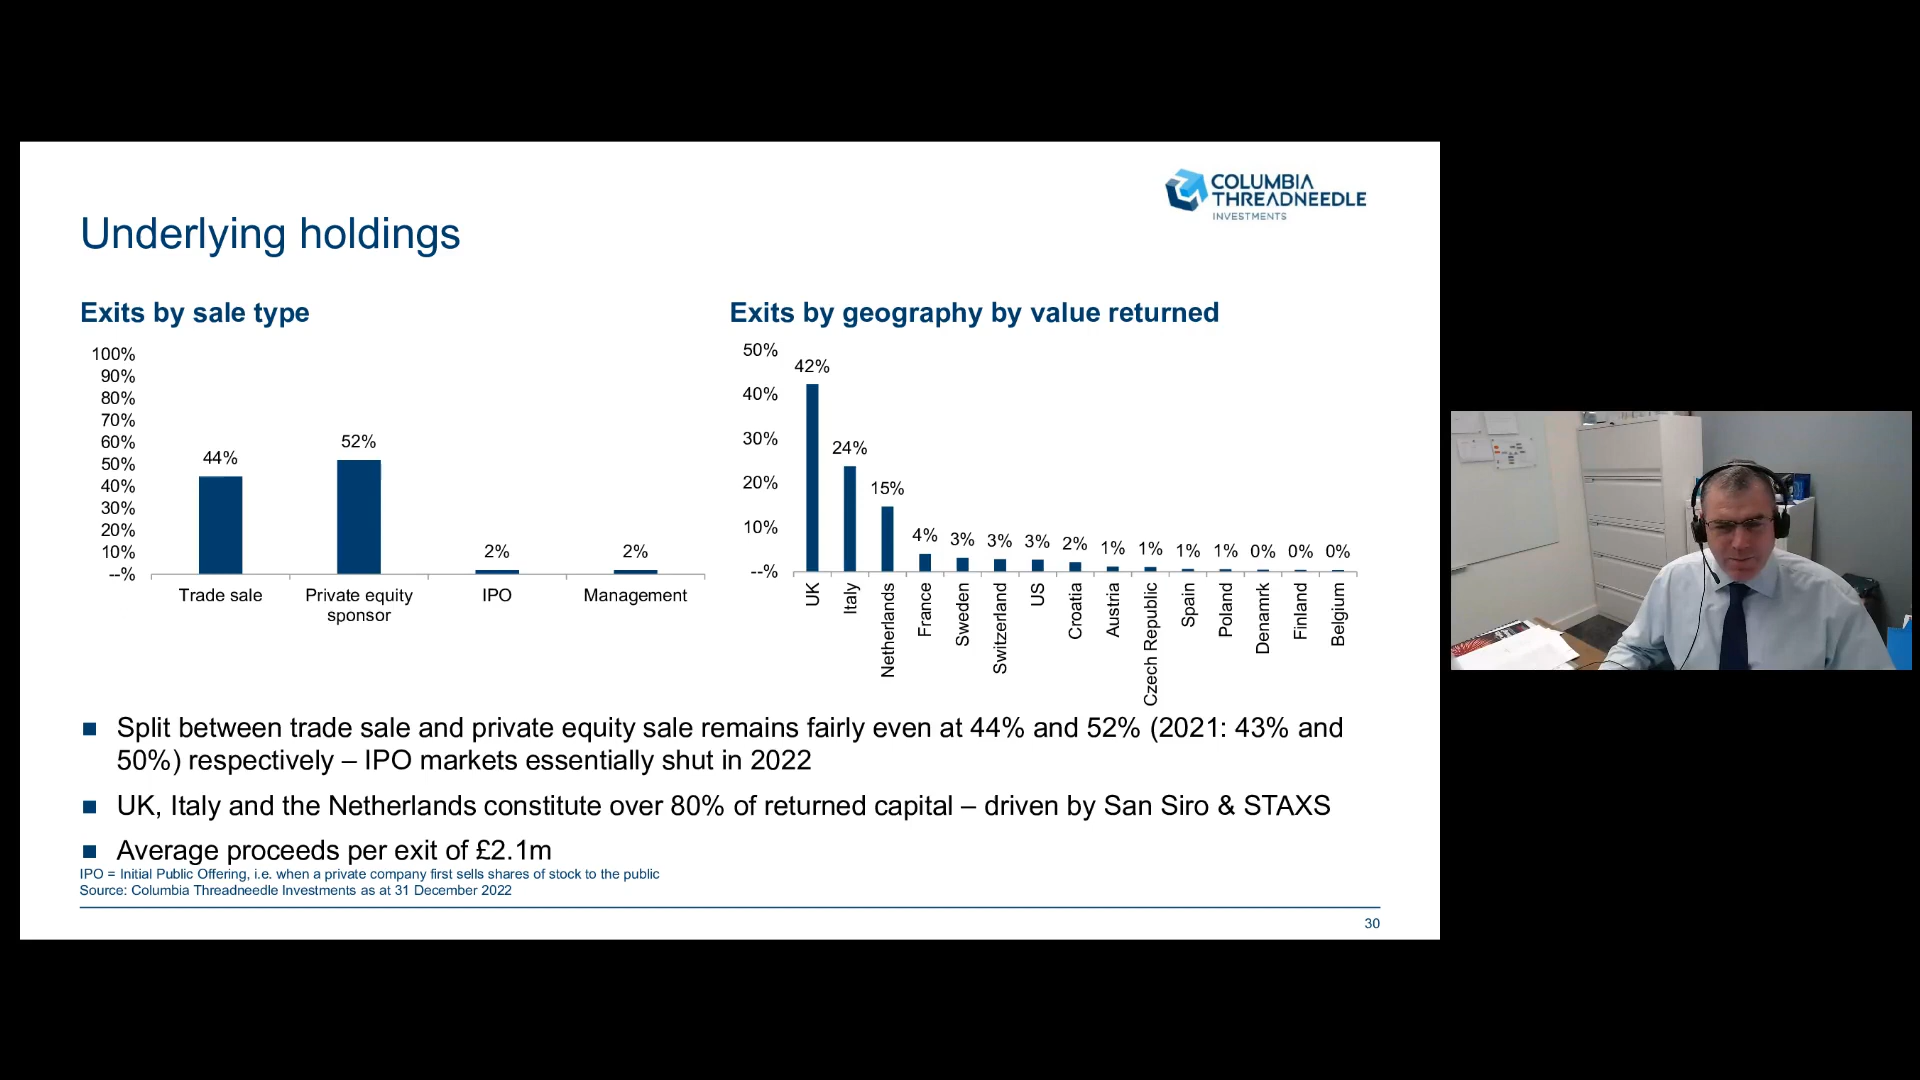 COLUMBIA
THREADNEEDLE
INVESTMENTS
Underlying holdings
Exits by sale type
100%
90%
80%
70%
60%
50%
40%
30%
20%
10%
--%
44%
52%
2%
2%
Trade sale
Private equity
sponsor
IPO
Management
Exits by geography by value returned
50%
40%
30%
20%
10%
--%
42%
24%
15%
4%
3%
3%
3%
2%
1%
1%
1%
1%
0%
0%
0%
UK
Italy
Netherlands
France
Sweden
Switzerland
US
Croatia
Austria
Czech Republic
Spain
Poland
Denamrk
Finland
Belgium
Split between trade sale and private equity sale remains fairly even at 44% and 52% (2021: 43% and
50%) respectively – IPO markets essentially shut in 2022
UK, Italy and the Netherlands constitute over 80% of returned capital – driven by San Siro & STAXS
Average proceeds per exit of £2.1m
IPO = Initial Public Offering, i.e. when a private company first sells shares of stock to the public
Source: Columbia Threadneedle Investments as at 31 December 2022
30